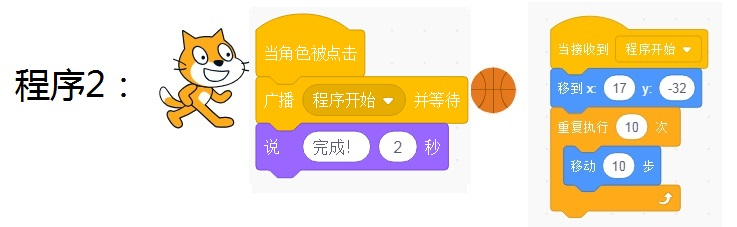 程序2：
当角色被点击
广播 程序开始 并等待
说 完成！ 2 秒
当接收到 程序开始
移到 x: 17 y: -32
重复执行 10 次
移动 10 步